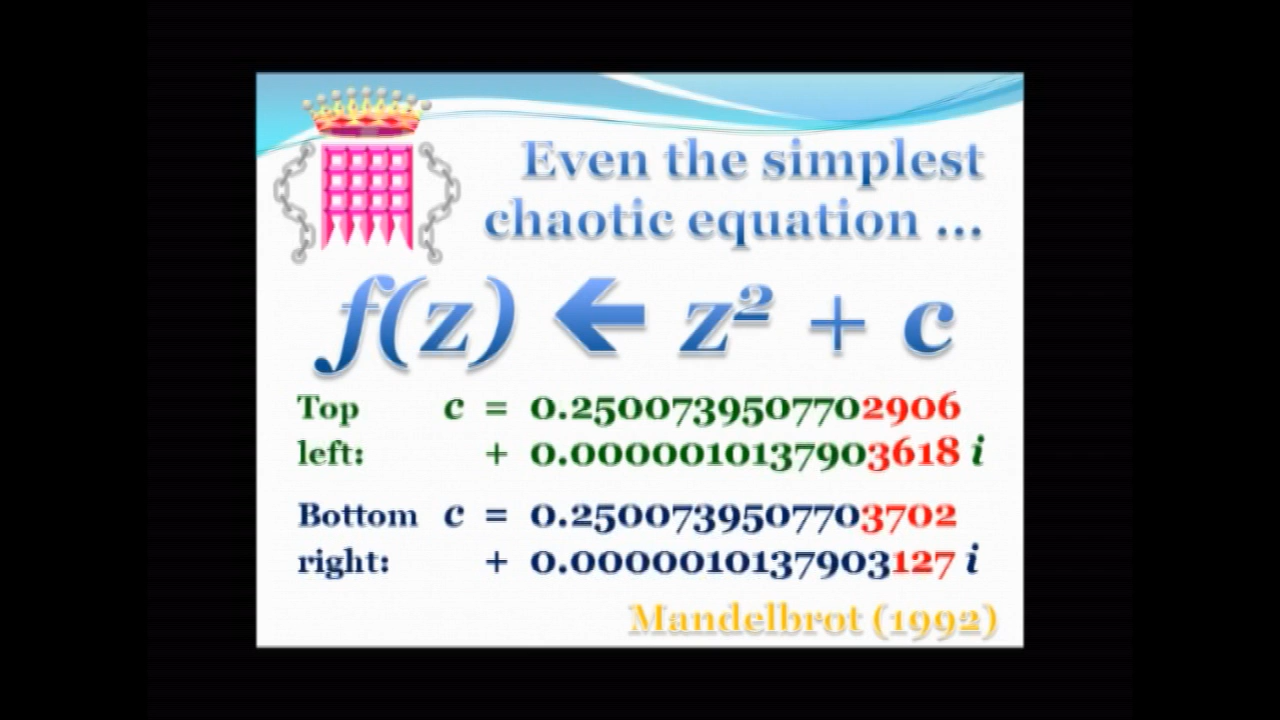 Even the simplest
chaotic equation ...
f(z) ← z² + c
Top c = 0.2500739507702906
left: + 0.0000010137903618 i
Bottom c = 0.2500739507703702
right: + 0.0000010137903127 i
Mandelbrot (1992)